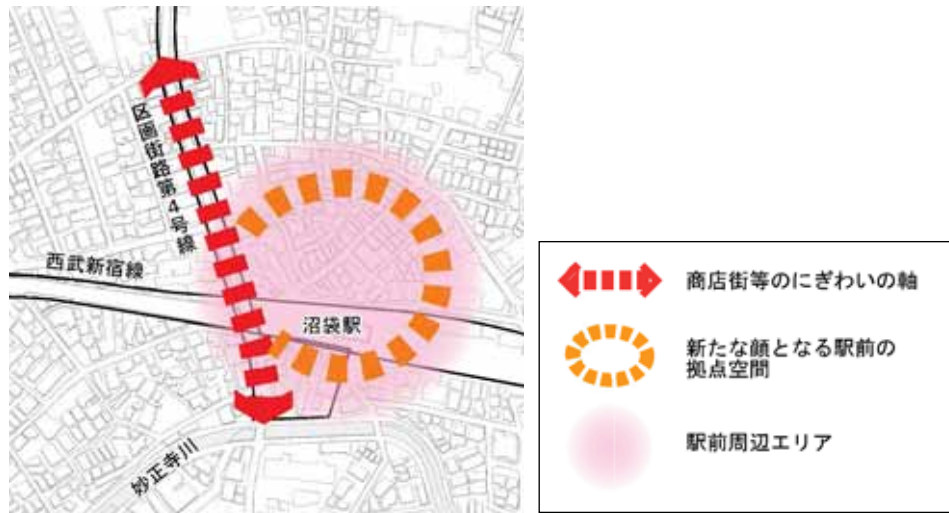 区画街路第4号線
西武新宿線
沼袋駅
妙正寺川
商店街等のにぎわいの軸
新たな顔となる駅前の
拠点空間
駅前周辺エリア